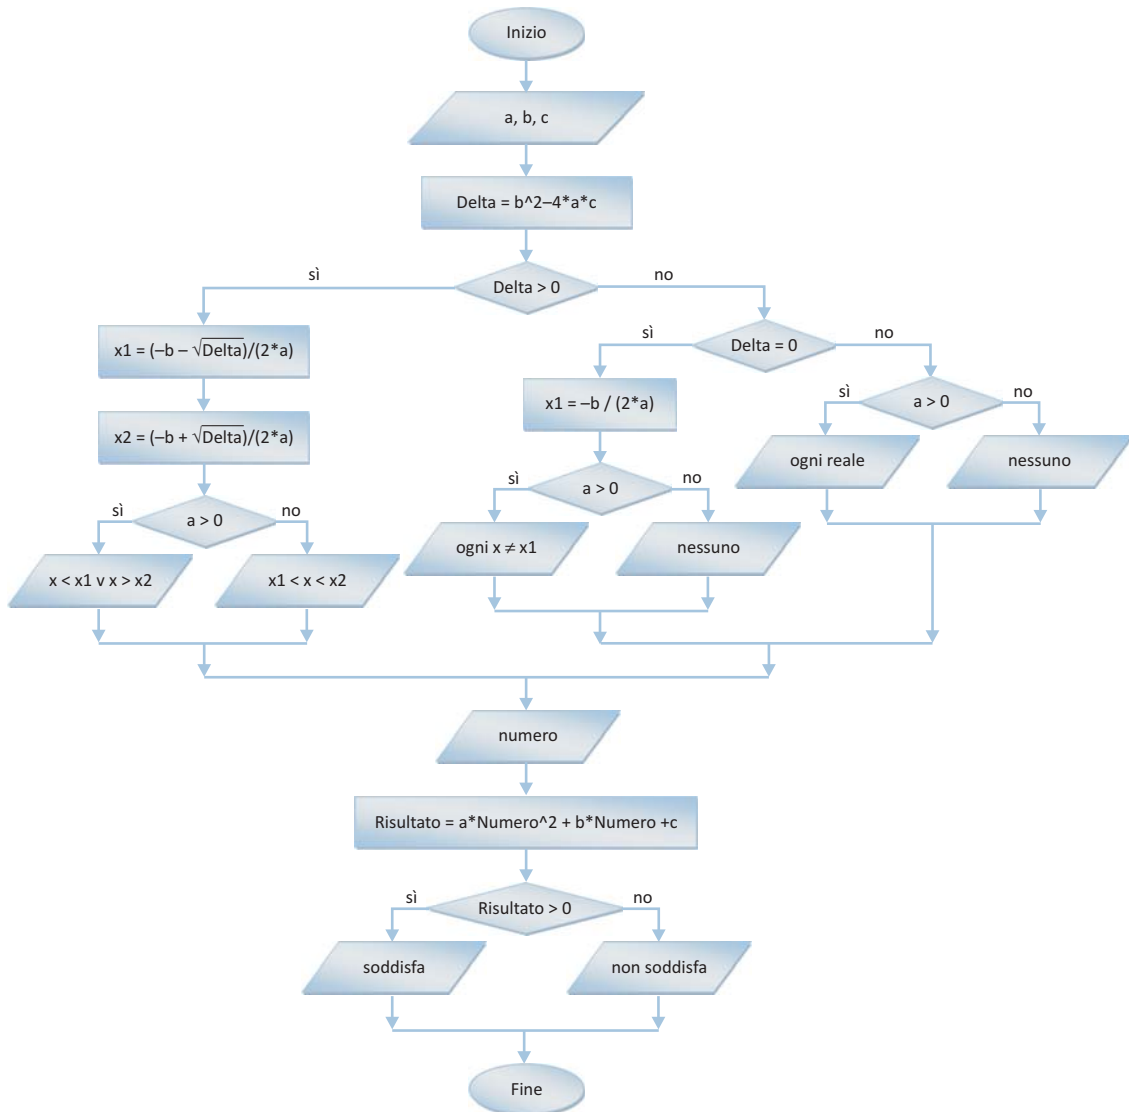 Inizio
a, b, c
Delta = b^2–4*a*c
Delta > 0
sì
no
x1 = (–b – √Delta)/(2*a)
x2 = (–b + √Delta)/(2*a)
a > 0
sì
no
x < x1 v x > x2
x1 < x < x2
Delta = 0
sì
no
x1 = –b / (2*a)
a > 0
sì
no
ogni x ≠ x1
nessuno
a > 0
sì
no
ogni reale
nessuno
numero
Risultato = a*Numero^2 + b*Numero +c
Risultato > 0
sì
no
soddisfa
non soddisfa
Fine